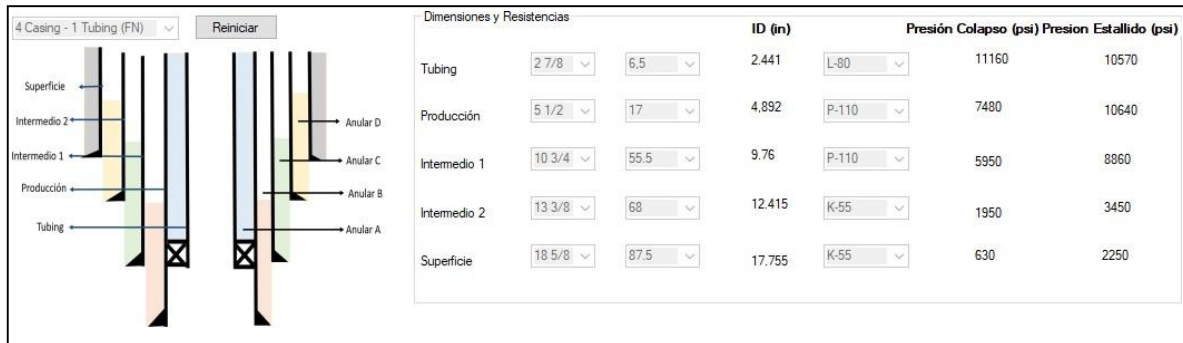 4 Casing - 1 Tubing (FN)
Reiniciar
Superficie
Intermedio 2
Intermedio 1
Producción
Tubing
Anular D
Anular C
Anular B
Anular A
Dimensiones y Resistencias
ID (in) Presión Colapso (psi) Presion Estallido (psi)
Tubing 2 7/8 6,5 2.441 L-80 11160 10570
Producción 5 1/2 17 4,892 P-110 7480 10640
Intermedio 1 10 3/4 55.5 9.76 P-110 5950 8860
Intermedio 2 13 3/8 68 12.415 K-55 1950 3450
Superficie 18 5/8 87.5 17.755 K-55 630 2250